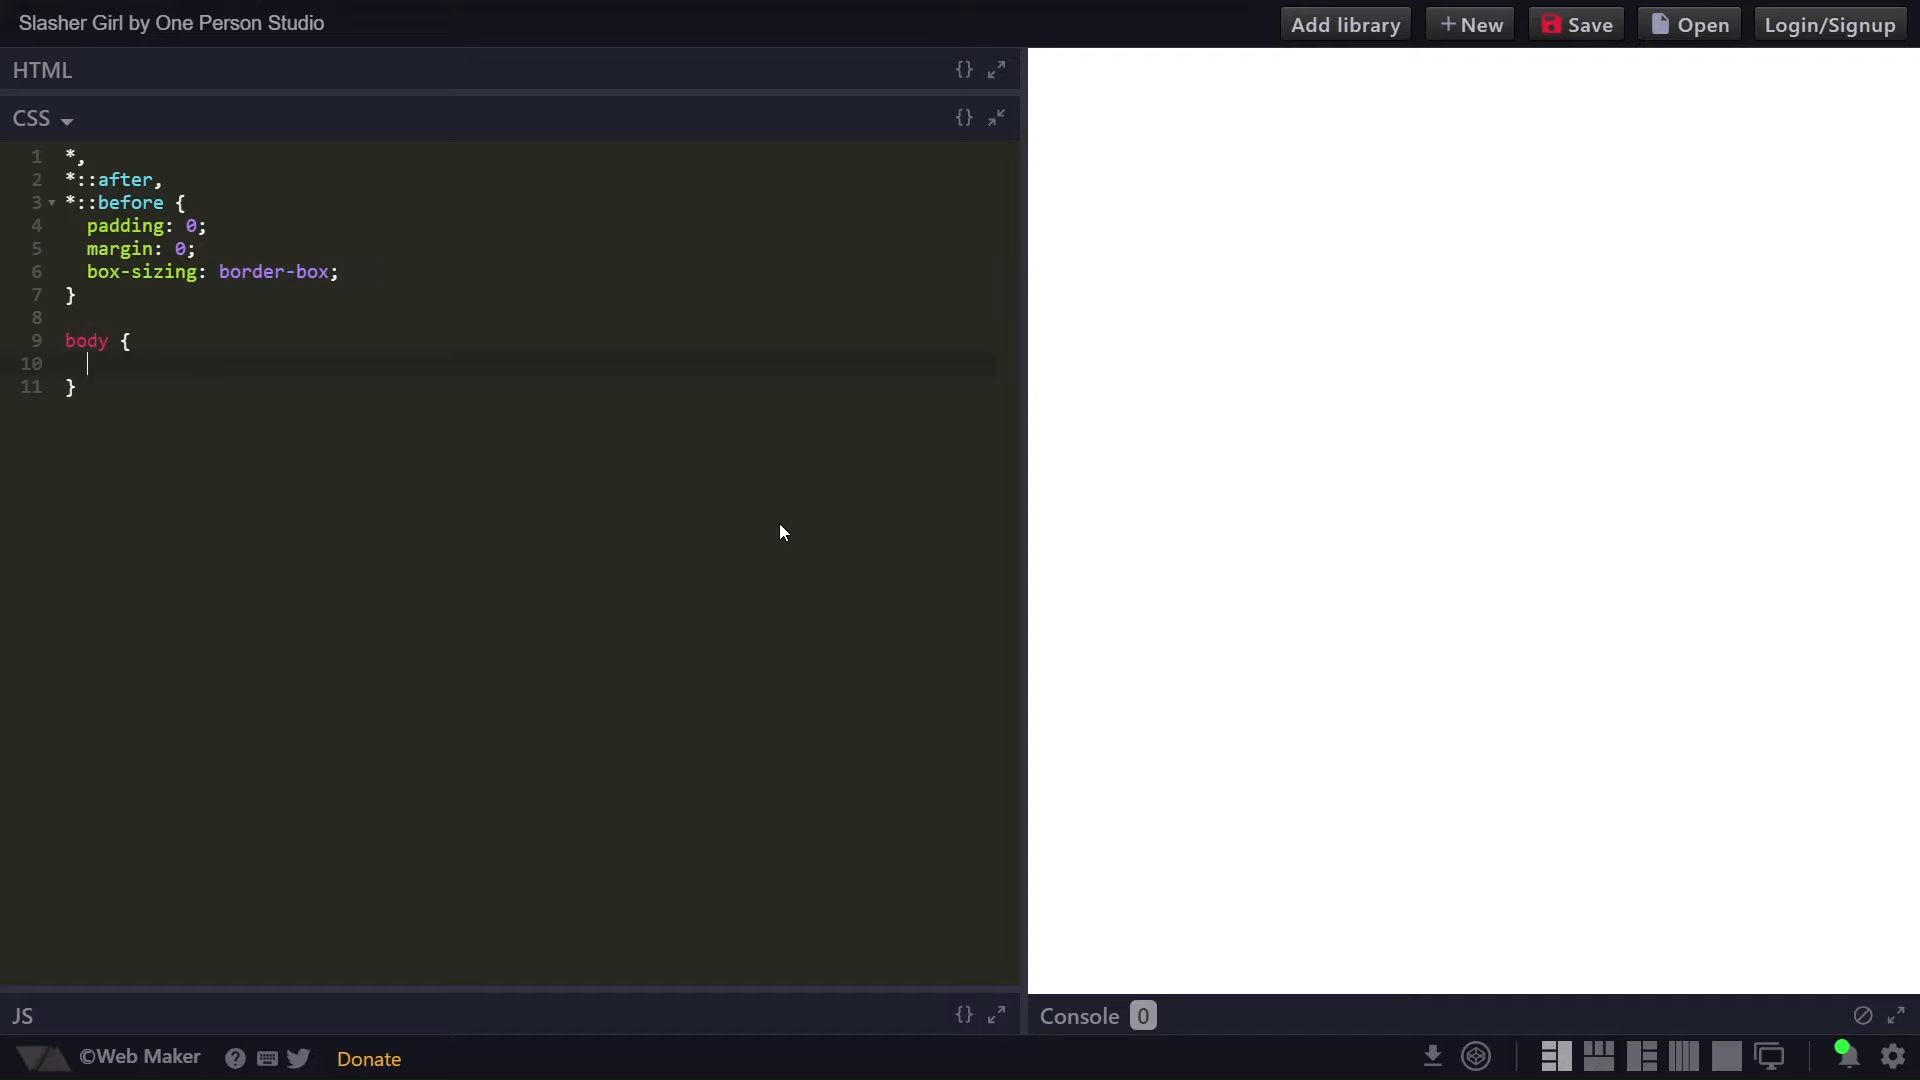 Slasher Girl by One Person Studio
Add library
+ New
Save
Open
Login/Signup
HTML
{}
CSS
{}
1 *,
2 *::after,
3 *::before {
4   padding: 0;
5   margin: 0;
6   box-sizing: border-box;
7 }
8
9 body {
10
11 }
JS
{}
Console 0
©Web Maker
?
Donate